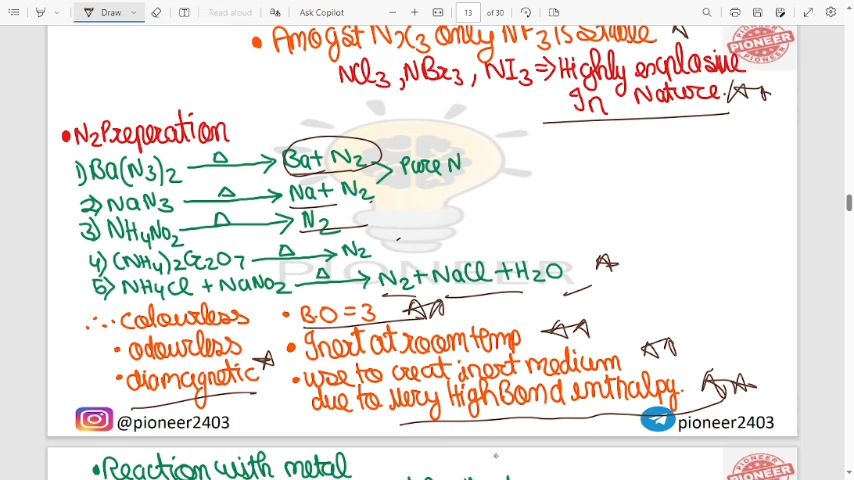 Draw
Read aloud
Ask Copilot
13 of 30
• Amogst Nx3 only NF3 is stable
NCl3, NBr3, NI3 ⇒ Highly explosive
In Nature.
PIONEER
• N2 Preperation
1) Ba(N3)2 —Δ→ Ba + N2
> Pure N
2) NaN3 —Δ→ Na + N2
3) NH4NO2 —Δ→ N2
4) (NH4)2Cr2O7 —Δ→ N2
5) NH4Cl + NaNO2 —Δ→ N2 + NaCl + H2O
PIONEER
∴ colourless
• odourless
• diamagnetic
• B.O = 3
• Inert at room temp
• use to creat inert medium
due to very High Bond enthalpy.
@pioneer2403
pioneer2403
• Reaction with metal